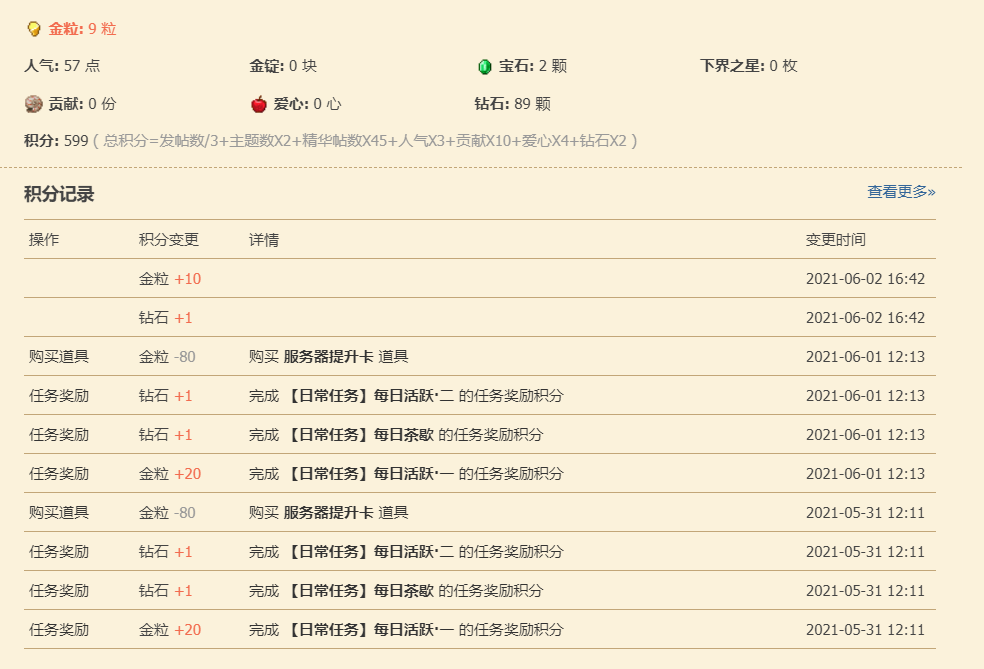 金粒: 9 粒
人气: 57 点 金锭: 0 块 宝石: 2 颗 下界之星: 0 枚
贡献: 0 份 爱心: 0 心 钻石: 89 颗
积分: 599 ( 总积分=发帖数/3+主题数X2+精华帖数X45+人气X3+贡献X10+爱心X4+钻石X2 )
积分记录 查看更多»
操作 积分变更 详情 变更时间
金粒 +10 2021-06-02 16:42
钻石 +1 2021-06-02 16:42
购买道具 金粒 -80 购买 服务器提升卡 道具 2021-06-01 12:13
任务奖励 钻石 +1 完成 【日常任务】每日活跃·二 的任务奖励积分 2021-06-01 12:13
任务奖励 钻石 +1 完成 【日常任务】每日茶歇 的任务奖励积分 2021-06-01 12:13
任务奖励 金粒 +20 完成 【日常任务】每日活跃·一 的任务奖励积分 2021-06-01 12:13
购买道具 金粒 -80 购买 服务器提升卡 道具 2021-05-31 12:11
任务奖励 钻石 +1 完成 【日常任务】每日活跃·二 的任务奖励积分 2021-05-31 12:11
任务奖励 钻石 +1 完成 【日常任务】每日茶歇 的任务奖励积分 2021-05-31 12:11
任务奖励 金粒 +20 完成 【日常任务】每日活跃·一 的任务奖励积分 2021-05-31 12:11